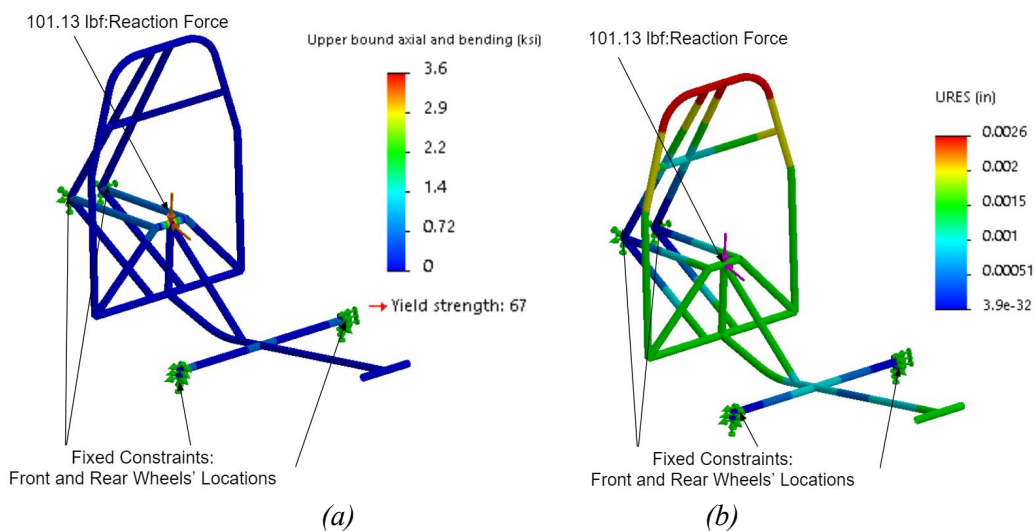 101.13 lbf:Reaction Force
Upper bound axial and bending (ksi)
3.6
2.9
2.2
1.4
0.72
0
Yield strength: 67
Fixed Constraints:
Front and Rear Wheels' Locations
(a)
101.13 lbf:Reaction Force
URES (in)
0.0026
0.002
0.0015
0.001
0.00051
3.9e-32
Fixed Constraints:
Front and Rear Wheels' Locations
(b)